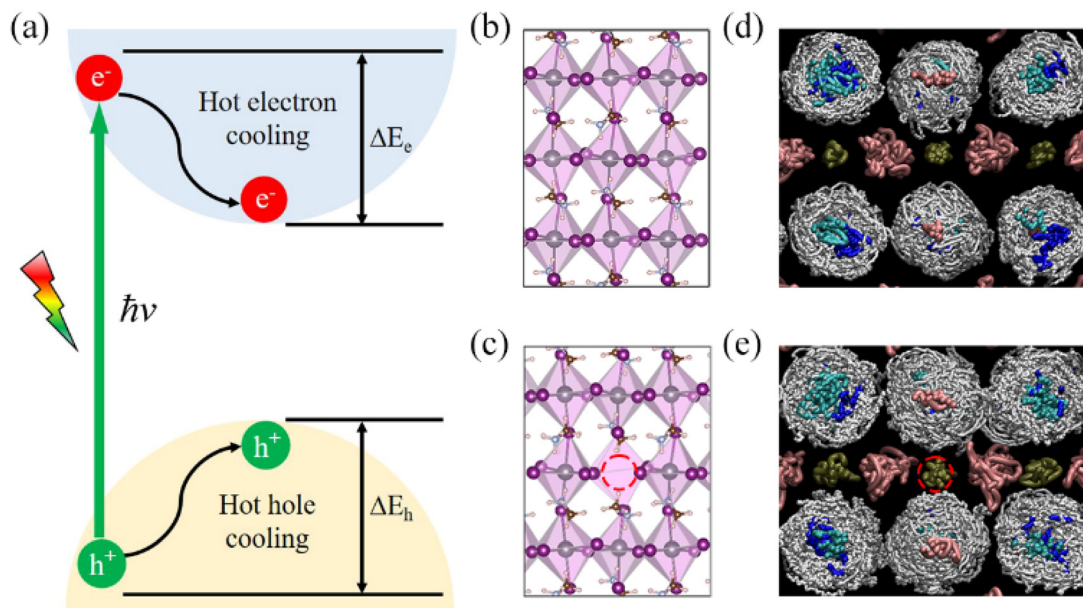 (a)
e⁻
Hot electron
cooling
e⁻
ΔEₑ
ħν
h⁺
Hot hole
cooling
h⁺
ΔEₕ
(b)
(c)
(d)
(e)